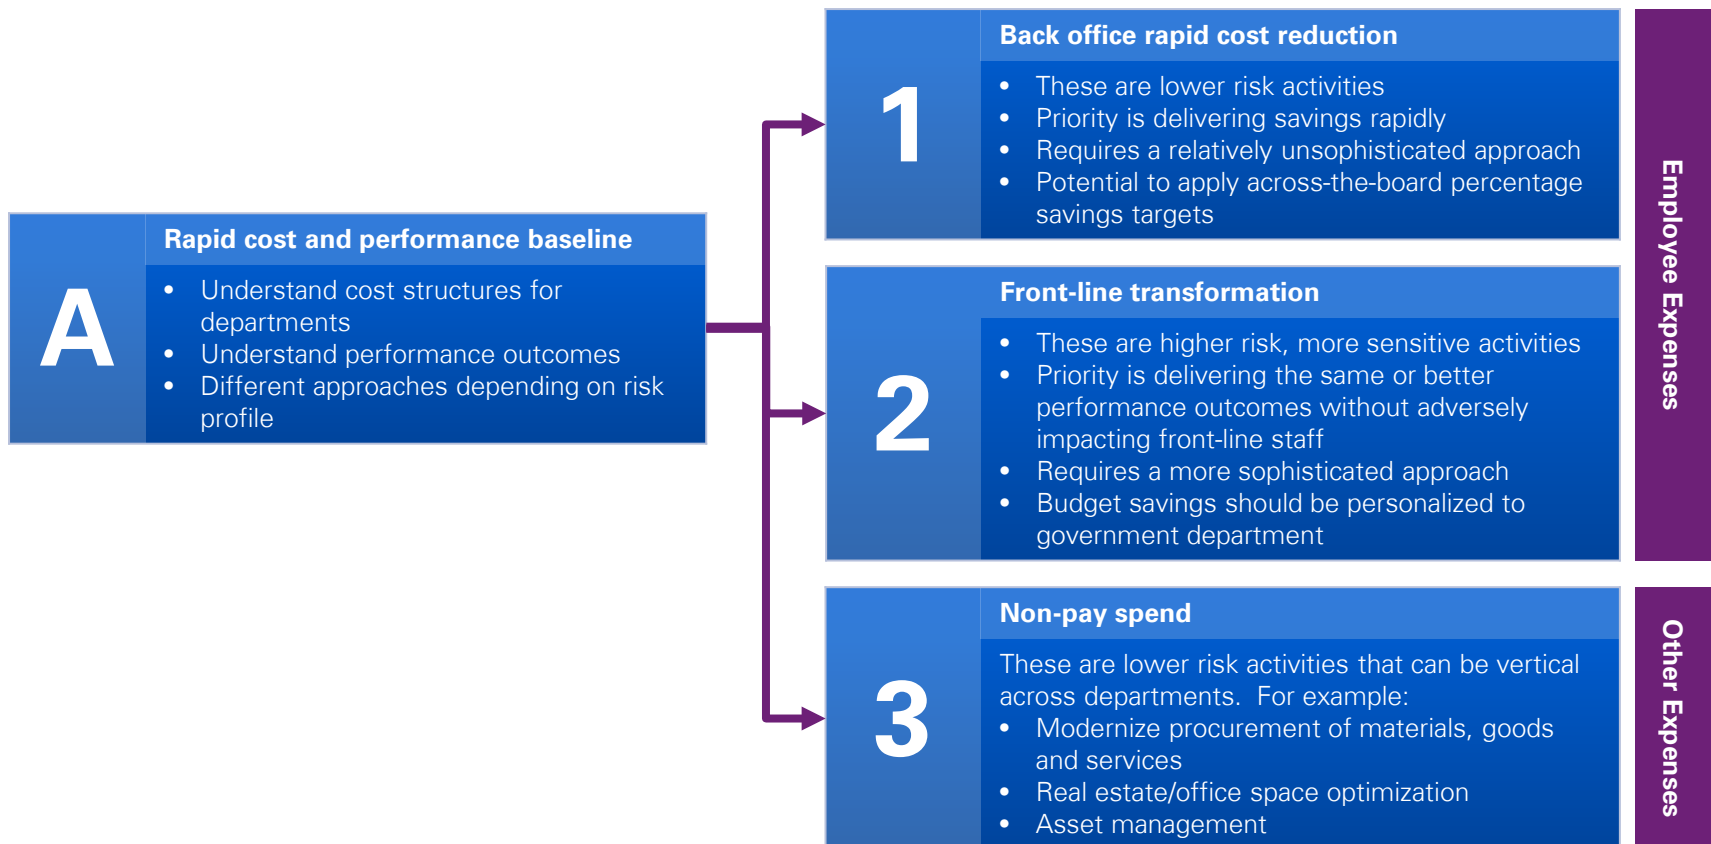 A
Rapid cost and performance baseline
• Understand cost structures for
departments
• Understand performance outcomes
• Different approaches depending on risk
profile
1
Back office rapid cost reduction
• These are lower risk activities
• Priority is delivering savings rapidly
• Requires a relatively unsophisticated approach
• Potential to apply across-the-board percentage
savings targets
2
Front-line transformation
• These are higher risk, more sensitive activities
• Priority is delivering the same or better
performance outcomes without adversely
impacting front-line staff
• Requires a more sophisticated approach
• Budget savings should be personalized to
government department
Employee Expenses
3
Non-pay spend
These are lower risk activities that can be vertical
across departments.  For example:
• Modernize procurement of materials, goods
and services
• Real estate/office space optimization
• Asset management
Other Expenses